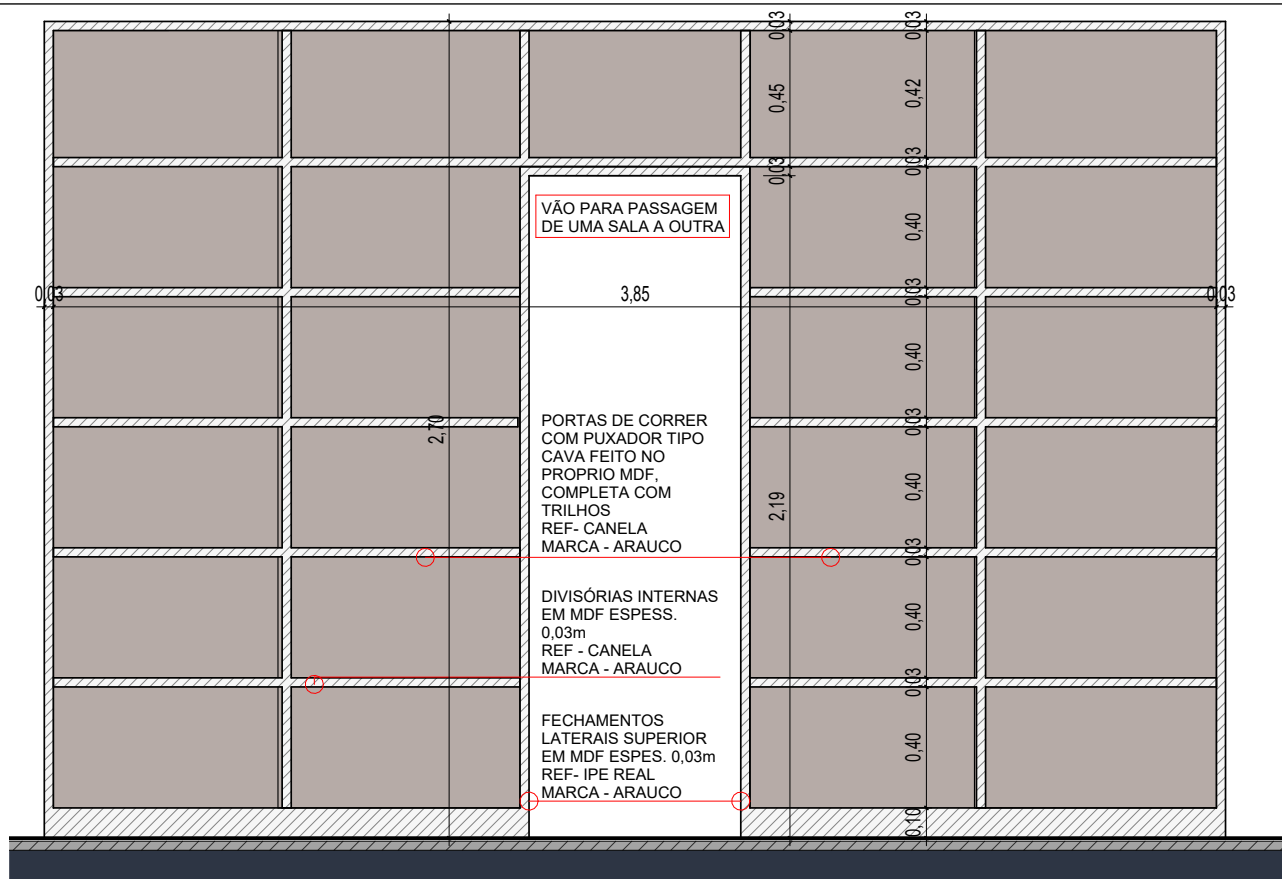 0,03
0,03
0,45
0,42
0,03
0,03
VÃO PARA PASSAGEM
DE UMA SALA A OUTRA
0,40
0,03
3,85
0,03
0,03
0,40
2,70
0,03
PORTAS DE CORRER
COM PUXADOR TIPO
CAVA FEITO NO
PROPRIO MDF,
COMPLETA COM
TRILHOS
REF- CANELA
MARCA - ARAUCO
2,19
0,40
0,03
DIVISÓRIAS INTERNAS
EM MDF ESPESS.
0,03m
REF - CANELA
MARCA - ARAUCO
0,40
0,03
FECHAMENTOS
LATERAIS SUPERIOR
EM MDF ESPES. 0,03m
REF- IPE REAL
MARCA - ARAUCO
0,40
0,10